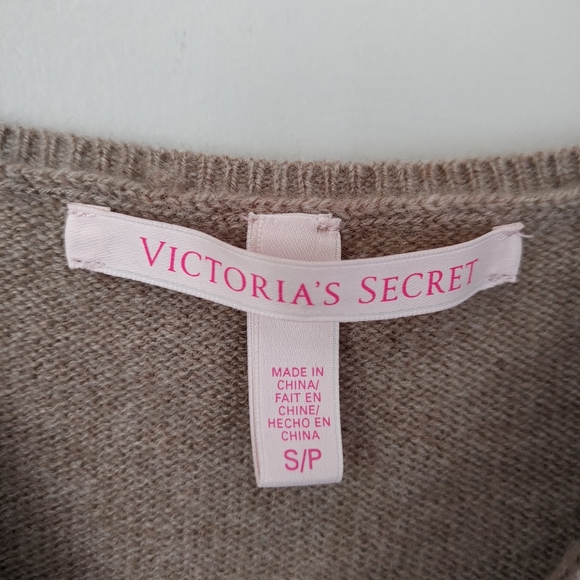 VICTORIA'S SECRET
MADE IN
CHINA/
FAIT EN
CHINE/
HECHO EN
CHINA
S/P